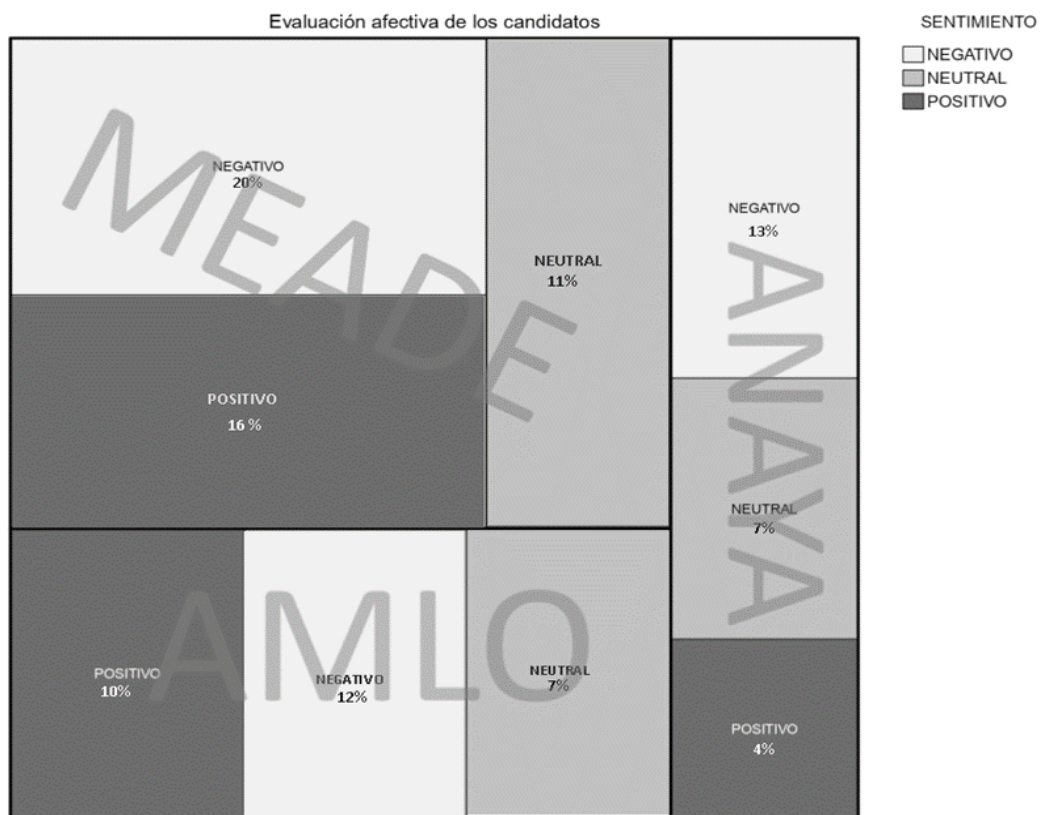 Evaluación afectiva de los candidatos
SENTIMIENTO
NEGATIVO
NEUTRAL
POSITIVO
MEADE
NEGATIVO
20%
POSITIVO
16 %
NEUTRAL
11%
ANAYA
NEGATIVO
13%
NEUTRAL
7%
POSITIVO
4%
AMLO
POSITIVO
10%
NEGATIVO
12%
NEUTRAL
7%